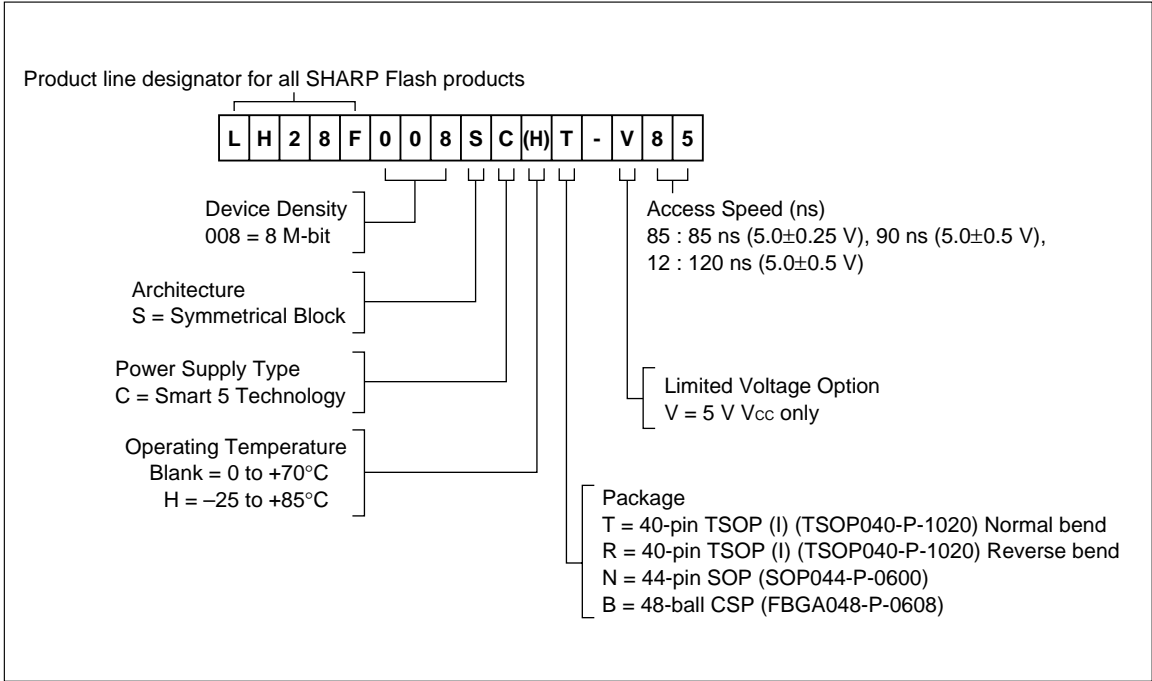 Product line designator for all SHARP Flash products
L H 2 8 F 0 0 8 S C (H) T - V 8 5
Device Density
008 = 8 M-bit
Access Speed (ns)
85 : 85 ns (5.0±0.25 V), 90 ns (5.0±0.5 V),
12 : 120 ns (5.0±0.5 V)
Architecture
S = Symmetrical Block
Power Supply Type
C = Smart 5 Technology
Limited Voltage Option
V = 5 V VCC only
Operating Temperature
Blank = 0 to +70°C
H = –25 to +85°C
Package
T = 40-pin TSOP (I) (TSOP040-P-1020) Normal bend
R = 40-pin TSOP (I) (TSOP040-P-1020) Reverse bend
N = 44-pin SOP (SOP044-P-0600)
B = 48-ball CSP (FBGA048-P-0608)